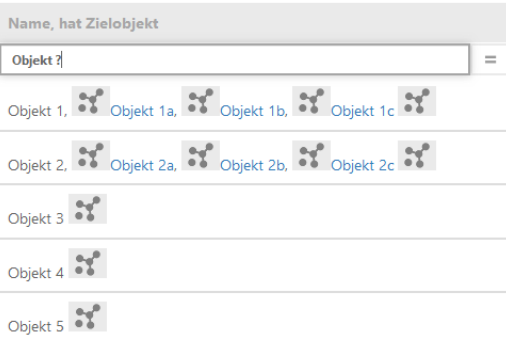 Name, hat Zielobjekt
Objekt ? =
Objekt 1, Objekt 1a, Objekt 1b, Objekt 1c
Objekt 2, Objekt 2a, Objekt 2b, Objekt 2c
Objekt 3
Objekt 4
Objekt 5